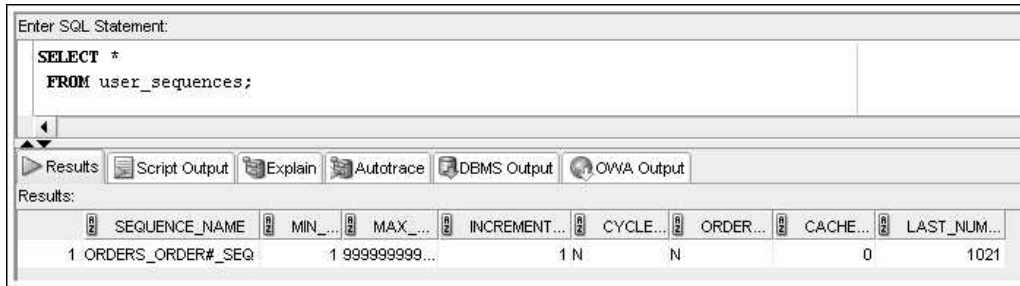 Enter SQL Statement:
SELECT *
FROM user_sequences;
Results Script Output Explain Autotrace DBMS Output OWA Output
Results:
SEQUENCE_NAME MIN_... MAX_... INCREMENT... CYCLE... ORDER... CACHE... LAST_NUM...
1 ORDERS_ORDER#_SEQ 1 999999999... 1 N N 0 1021